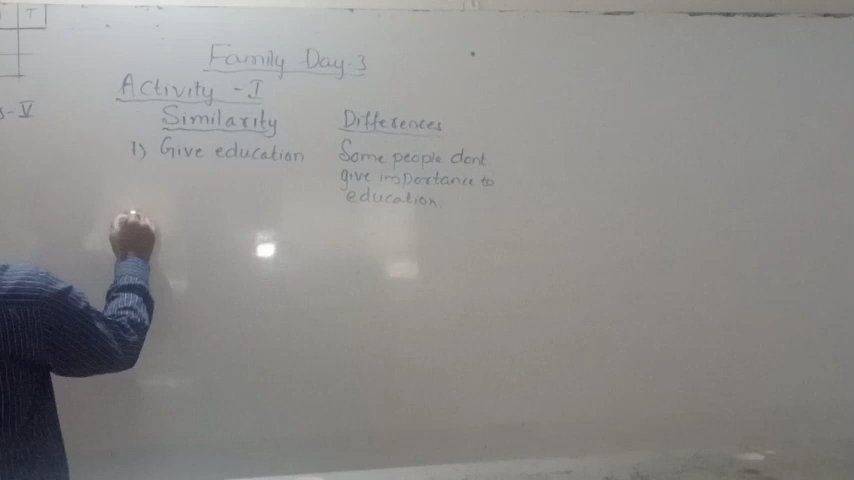 T
Family Day-3
Activity - I
Similarity Differences
1) Give education Some people dont
give importance to
education.
- V